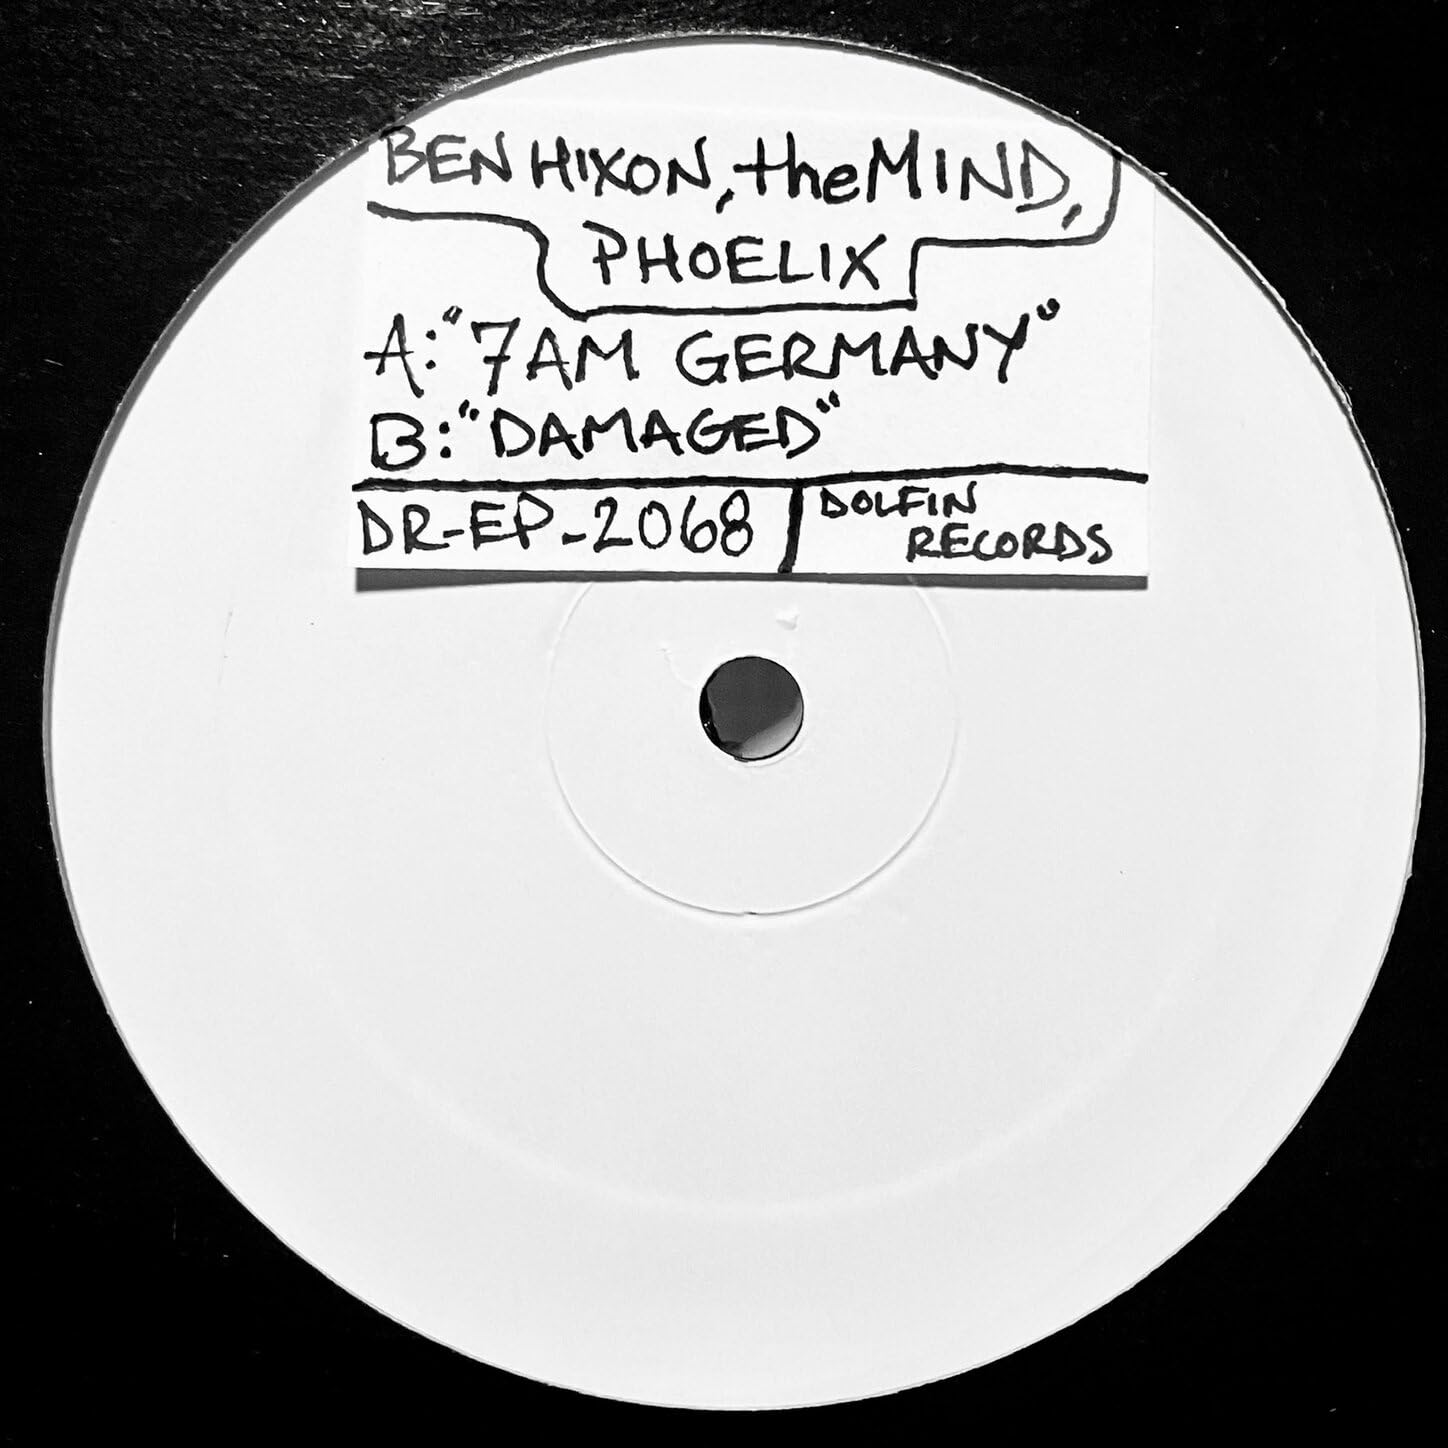 BEN HIXON, theMIND,
PHOELIX
A: "7AM GERMANY"
B: "DAMAGED"
DR-EP-2068
DOLFIN
RECORDS